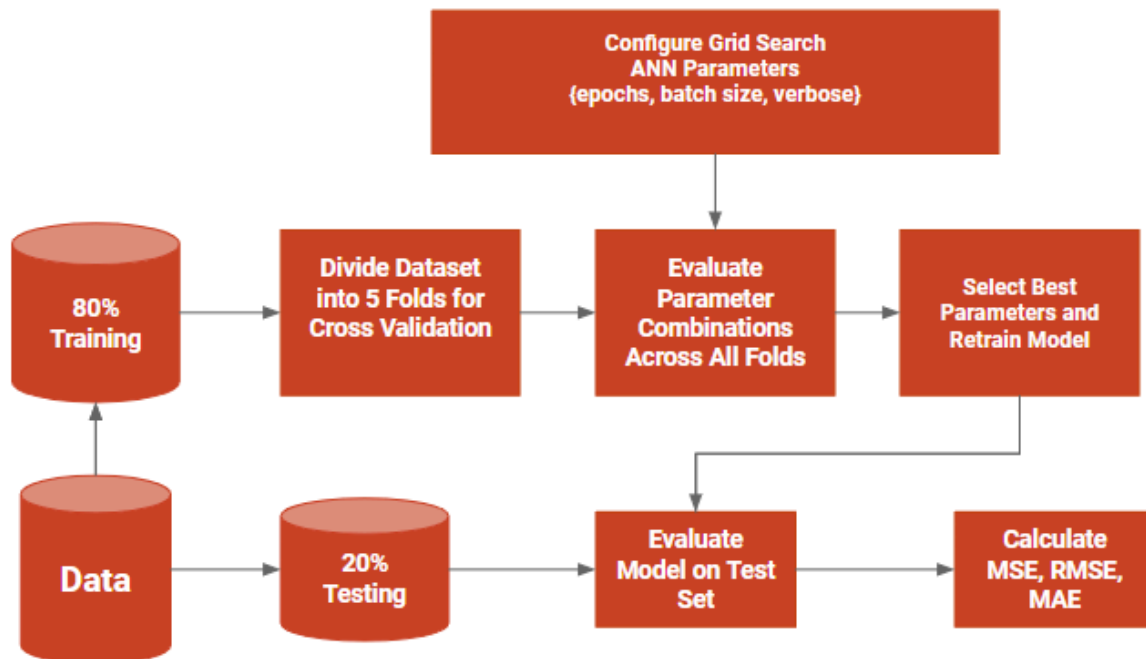 Configure Grid Search
ANN Parameters
{epochs, batch size, verbose}
80%
Training
Divide Dataset
into 5 Folds for
Cross Validation
Evaluate
Parameter
Combinations
Across All Folds
Select Best
Parameters and
Retrain Model
Data
20%
Testing
Evaluate
Model on Test
Set
Calculate
MSE, RMSE,
MAE